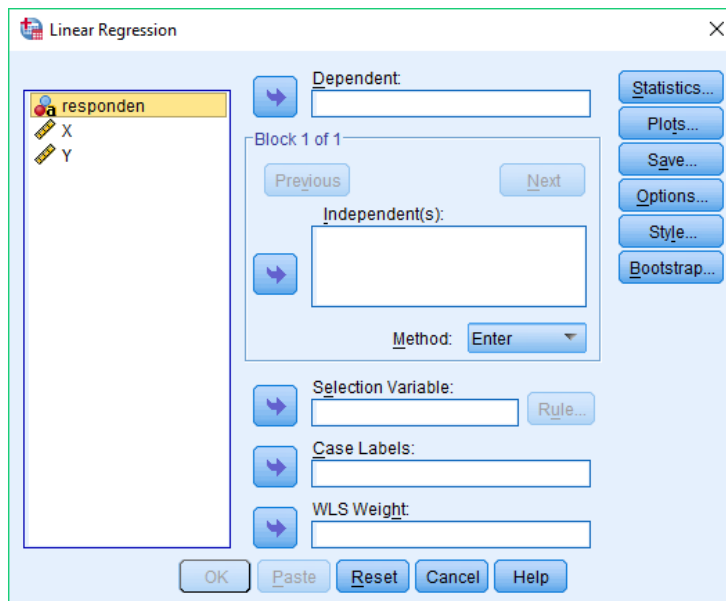 Linear Regression
responden
X
Y
Dependent:
Block 1 of 1
Previous
Next
Independent(s):
Method:
Enter
Selection Variable:
Rule...
Case Labels:
WLS Weight:
Statistics...
Plots...
Save...
Options...
Style...
Bootstrap...
OK
Paste
Reset
Cancel
Help